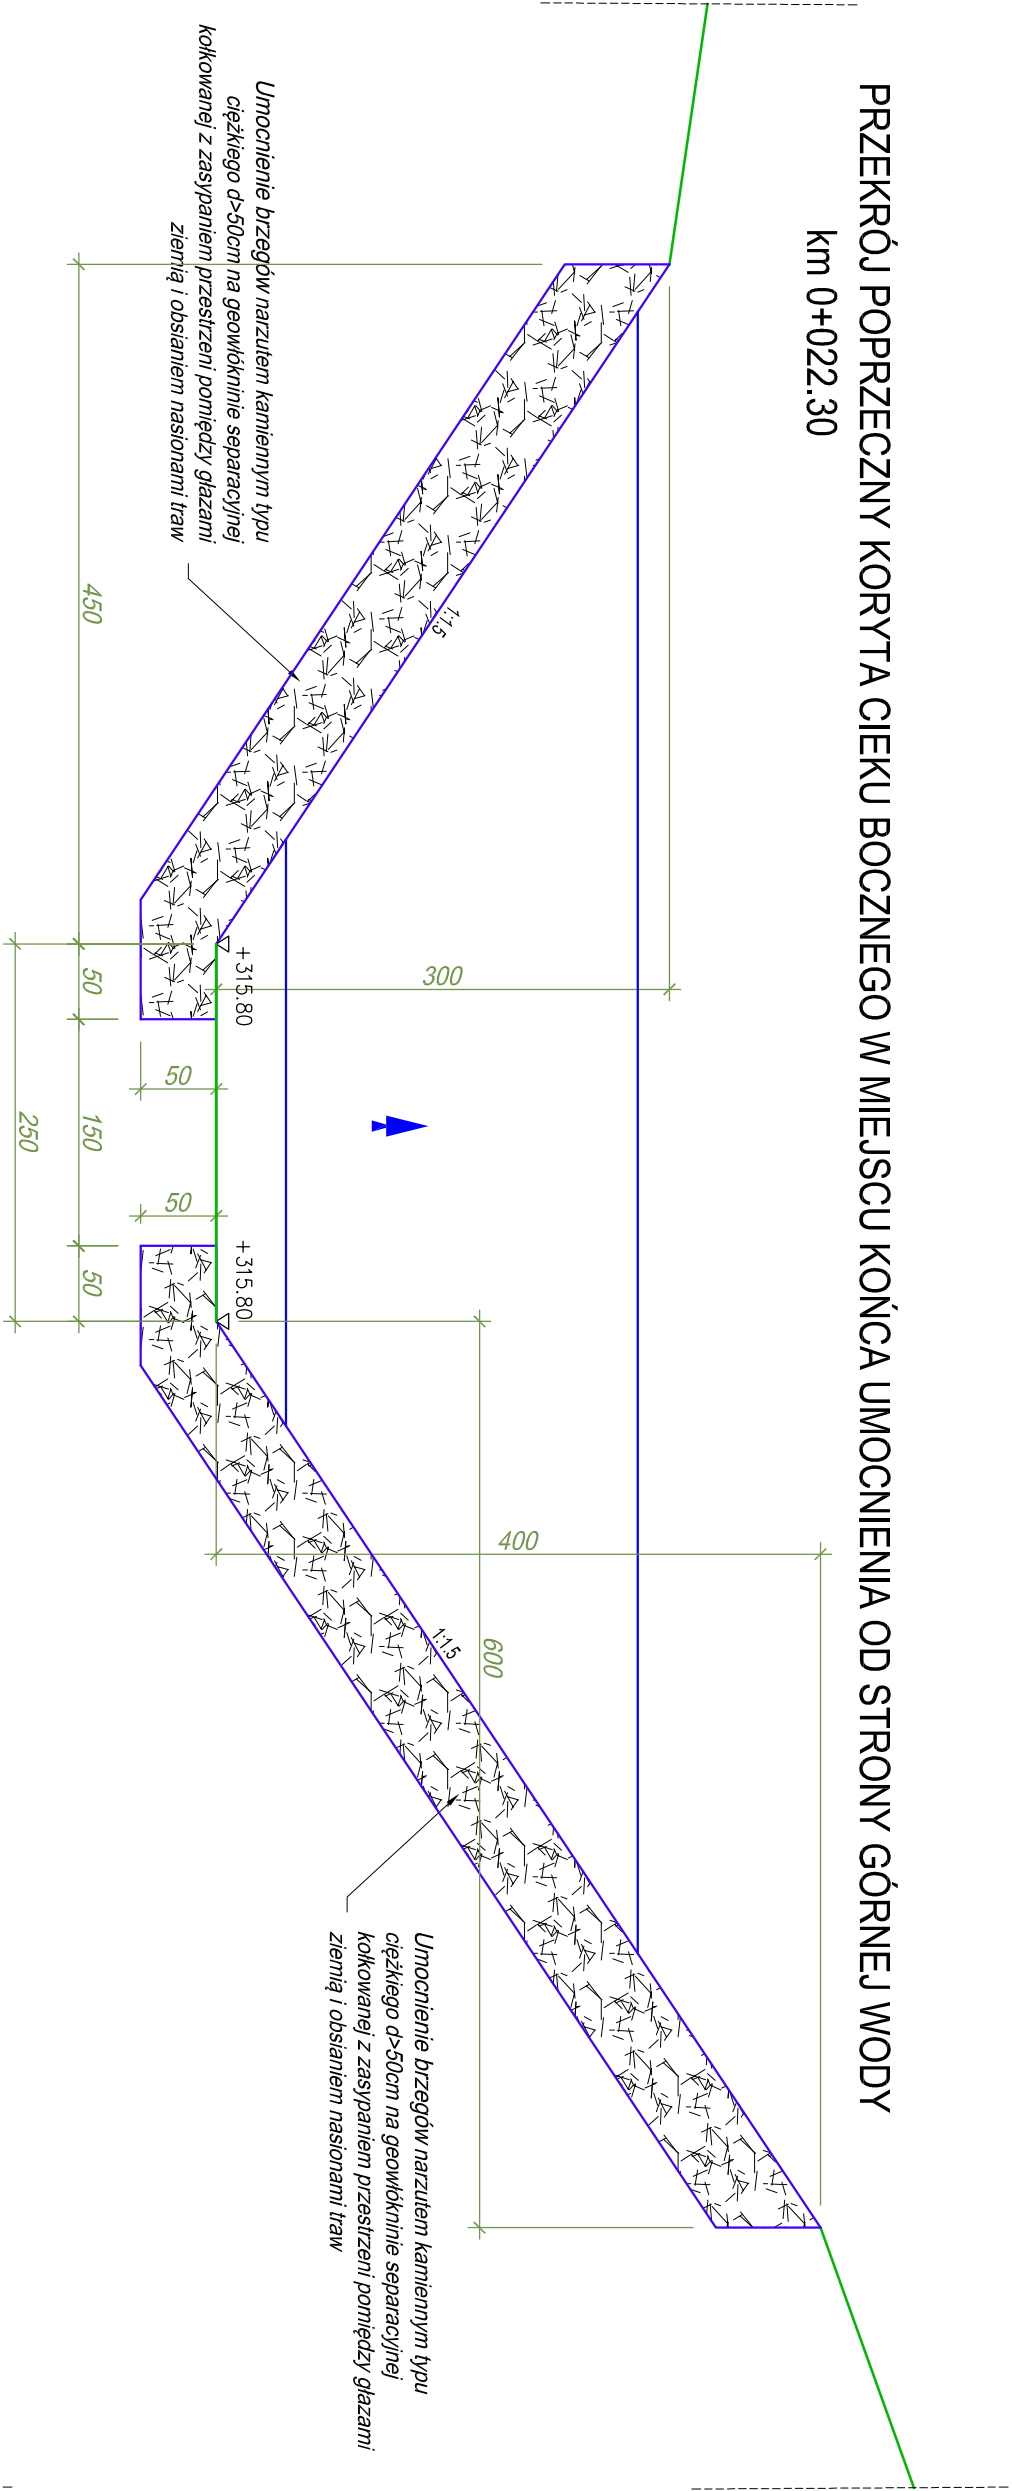 PRZEKRÓJ POPRZECZNY KORYTA CIEKU BOCZNEGO W MIEJSCU KOŃCA UMOCNIENIA OD STRONY GÓRNEJ WODY
km 0+022.30
Umocnienie brzegów narzutem kamiennym typu
ciężkiego d>50cm na geowłókninie separacyjnej
kołkowanej z zasypaniem przestrzeni pomiędzy głazami
ziemią i obsianiem nasionami traw
1:1.5
300
+315.80
+315.80
400
1:1.5
600
Umocnienie brzegów narzutem kamiennym typu
ciężkiego d>50cm na geowłókninie separacyjnej
kołkowanej z zasypaniem przestrzeni pomiędzy głazami
ziemią i obsianiem nasionami traw
50
50
450
50
150
50
250